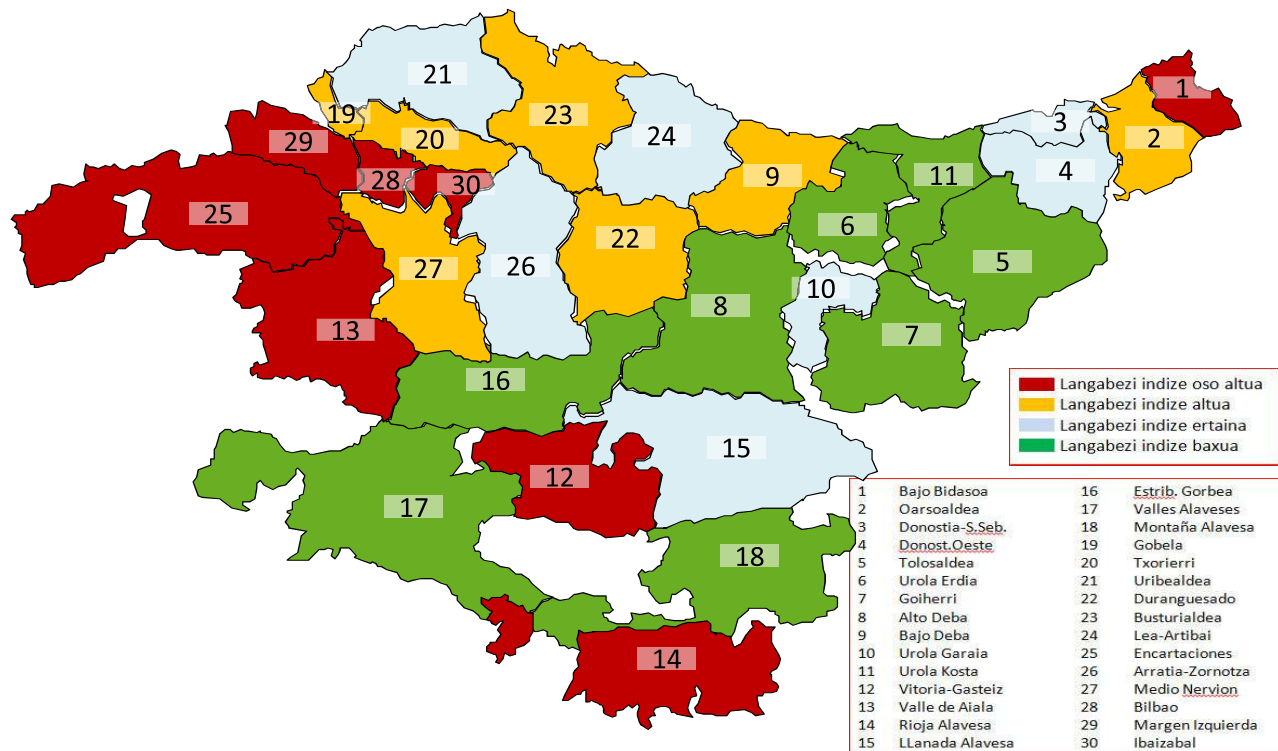 21
1
19
23
3
29
20
24
2
28
30
9
11
4
25
6
22
27
26
5
10
8
13
7
16
Langabezi indize oso altua
Langabezi indize altua
Langabezi indize ertaina
Langabezi indize baxua
15
12
17
18
14
1 Bajo Bidasoa 16 Estrib. Gorbea
2 Oarsoaldea 17 Valles Alaveses
3 Donostia-S.Seb. 18 Montaña Alavesa
4 Donost.Oeste 19 Gobela
5 Tolosaldea 20 Txorierri
6 Urola Erdia 21 Uribealdea
7 Goiherri 22 Duranguesado
8 Alto Deba 23 Busturialdea
9 Bajo Deba 24 Lea-Artibai
10 Urola Garaia 25 Encartaciones
11 Urola Kosta 26 Arratia-Zornotza
12 Vitoria-Gasteiz 27 Medio Nervion
13 Valle de Aiala 28 Bilbao
14 Rioja Alavesa 29 Margen Izquierda
15 LLanada Alavesa 30 Ibaizabal